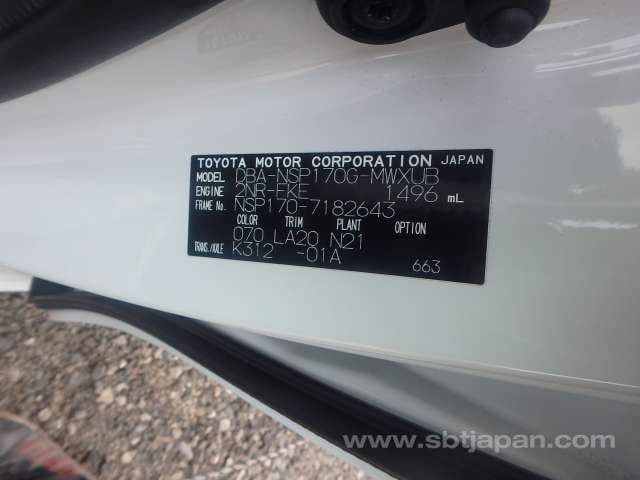 TOYOTA MOTOR CORPORATION JAPAN
MODEL DBA-NSP170G-MWXUB
ENGINE 2NR-FKE 1496 mL
FRAME No. NSP170-7182643
COLOR TRIM PLANT OPTION
070 LA20 N21
TRANS./AXLE K312 -01A
663
www.sbtjapan.com